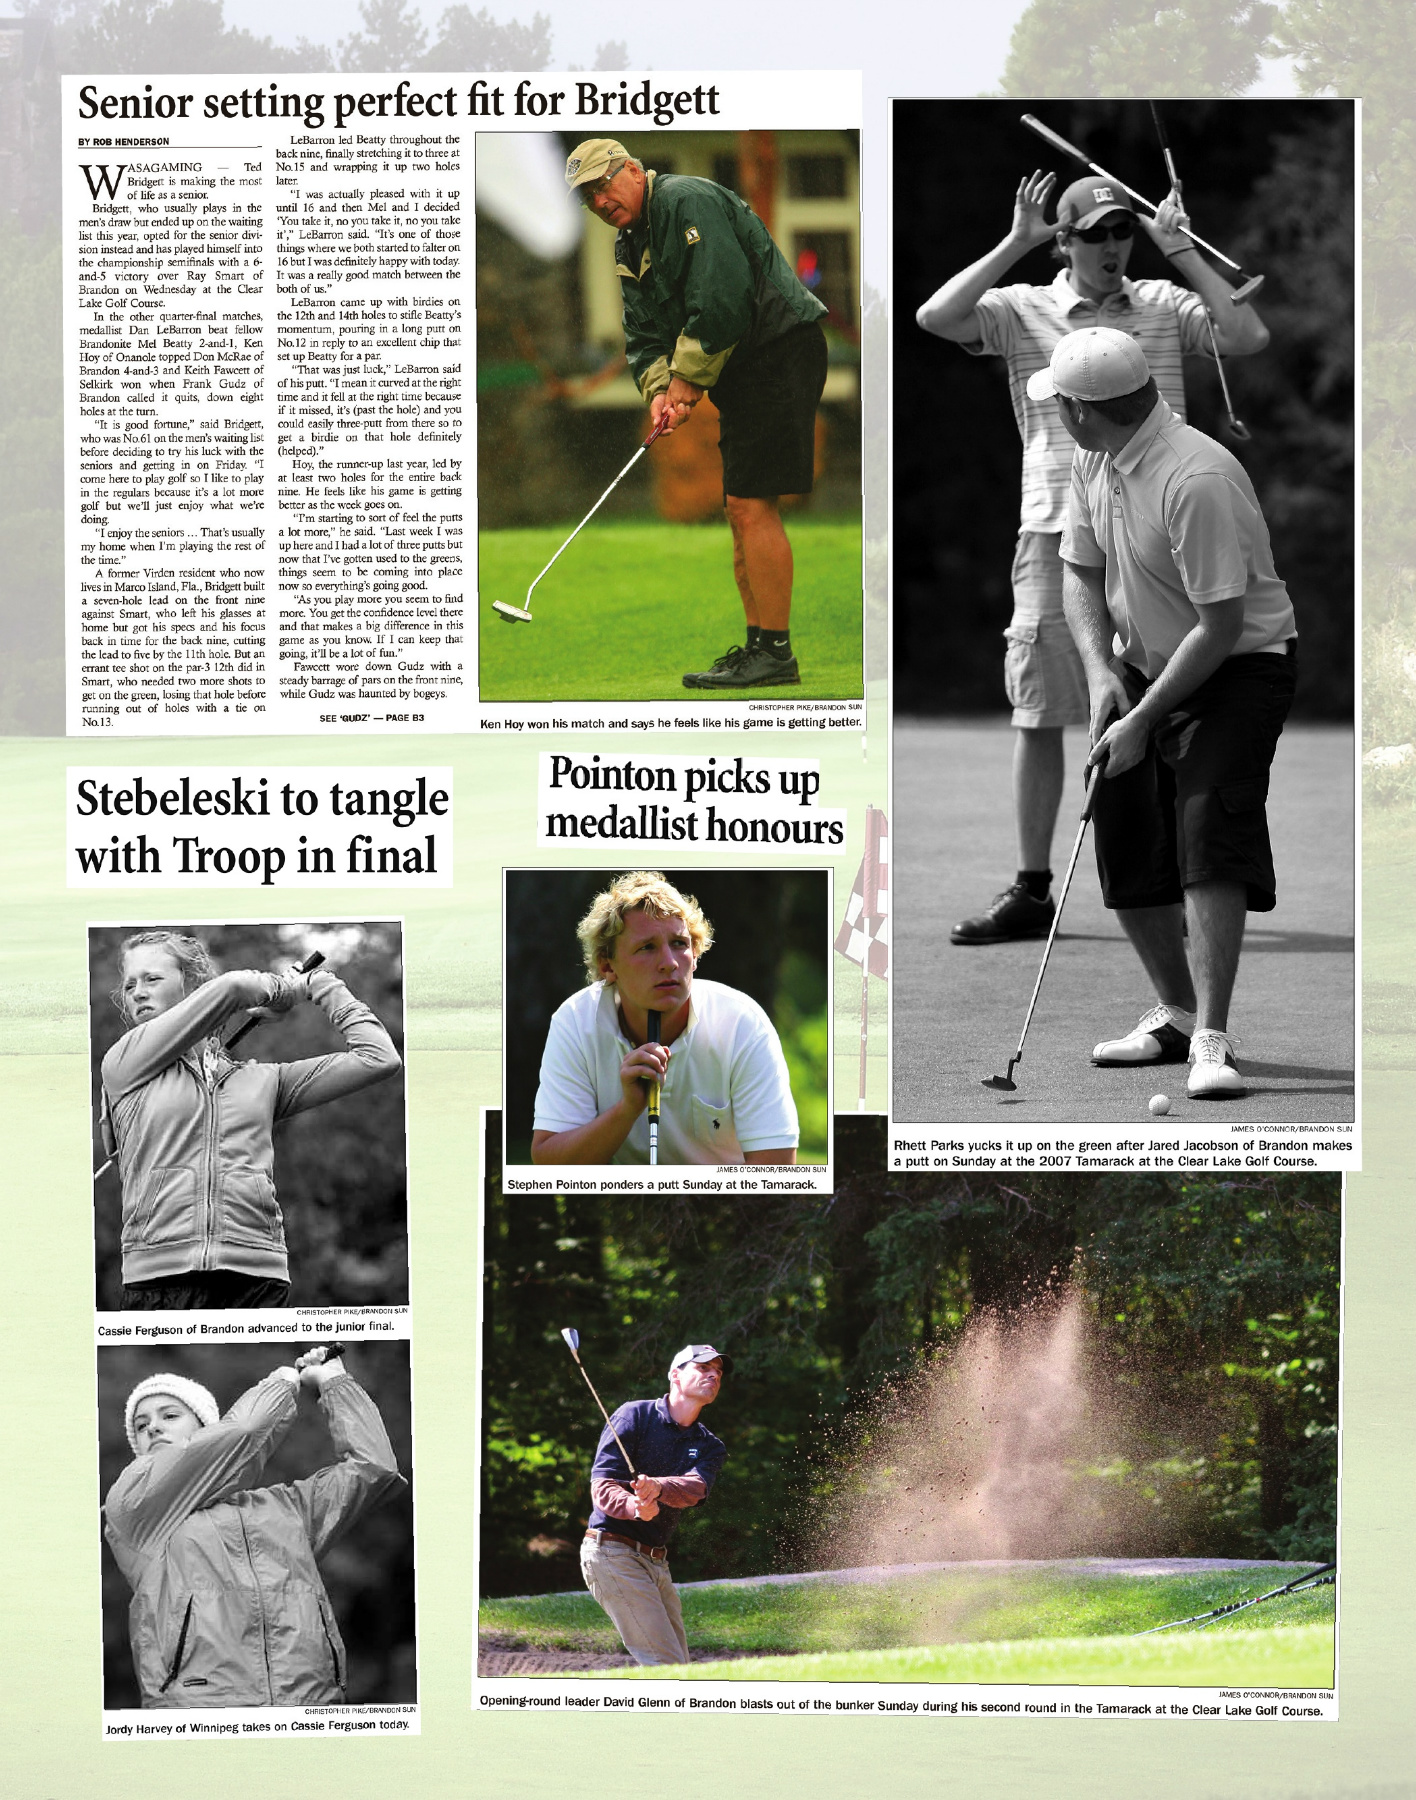 Senior setting perfect fit for Bridgett
BY ROB HENDERSON
WASAGAMING — Ted
Bridgett is making the most
of life as a senior.
Bridgett, who usually plays in the
men's draw but ended up on the waiting
list this year, opted for the senior divi-
sion instead and has played himself into
the championship semifinals with a 6-
and-5 victory over Ray Smart of
Brandon on Wednesday at the Clear
Lake Golf Course.
In the other quarter-final matches,
medallist Dan LeBarron beat fellow
Brandonite Mel Beatty 2-and-1, Ken
Hoy of Onanole topped Don McRae of
Brandon 4-and-3 and Keith Fawcett of
Selkirk won when Frank Gudz of
Brandon called it quits, down eight
holes at the turn.
"It is good fortune," said Bridgett,
who was No.61 on the men's waiting list
before deciding to try his luck with the
seniors and getting in on Friday. "I
come here to play golf so I like to play
in the regulars because it's a lot more
golf but we'll just enjoy what we're
doing.
"I enjoy the seniors ... That's usually
my home when I'm playing the rest of
the time."
A former Virden resident who now
lives in Marco Island, Fla., Bridgett built
a seven-hole lead on the front nine
against Smart, who left his glasses at
home but got his specs and his focus
back in time for the back nine, cutting
the lead to five by the 11th hole. But an
errant tee shot on the par-3 12th did in
Smart, who needed two more shots to
get on the green, losing that hole before
running out of holes with a tie on
No.13.
LeBarron led Beatty throughout the
back nine, finally stretching it to three at
No.15 and wrapping it up two holes
later.
"I was actually pleased with it up
until 16 and then Mel and I decided
'You take it, no you take it, no you take
it'," LeBarron said. "It's one of those
things where we both started to falter on
16 but I was definitely happy with today.
It was a really good match between the
both of us."
LeBarron came up with birdies on
the 12th and 14th holes to stifle Beatty's
momentum, pouring in a long putt on
No.12 in reply to an excellent chip that
set up Beatty for a par.
"That was just luck," LeBarron said
of his putt. "I mean it curved at the right
time and it fell at the right time because
if it missed, it's (past the hole) and you
could easily three-putt from there so to
get a birdie on that hole definitely
(helped)."
Hoy, the runner-up last year, led by
at least two holes for the entire back
nine. He feels like his game is getting
better as the week goes on.
"I'm starting to sort of feel the putts
a lot more," he said. "Last week I was
up here and I had a lot of three putts but
now that I've gotten used to the greens,
things seem to be coming into place
now so everything's going good.
"As you play more you seem to find
more. You get the confidence level there
and that makes a big difference in this
game as you know. If I can keep that
going, it'll be a lot of fun."
Fawcett wore down Gudz with a
steady barrage of pars on the front nine,
while Gudz was haunted by bogeys.
SEE 'GUDZ' — PAGE B3
CHRISTOPHER PIKE/BRANDON SUN
Ken Hoy won his match and says he feels like his game is getting better.
DC
JAMES O'CONNOR/BRANDON SUN
Rhett Parks yucks it up on the green after Jared Jacobson of Brandon makes
a putt on Sunday at the 2007 Tamarack at the Clear Lake Golf Course.
Stebeleski to tangle
with Troop in final
Pointon picks up
medallist honours
JAMES O'CONNOR/BRANDON SUN
Stephen Pointon ponders a putt Sunday at the Tamarack.
CHRISTOPHER PIKE/BRANDON SUN
Cassie Ferguson of Brandon advanced to the junior final.
CHRISTOPHER PIKE/BRANDON SUN
Jordy Harvey of Winnipeg takes on Cassie Ferguson today.
JAMES O'CONNOR/BRANDON SUN
Opening-round leader David Glenn of Brandon blasts out of the bunker Sunday during his second round in the Tamarack at the Clear Lake Golf Course.